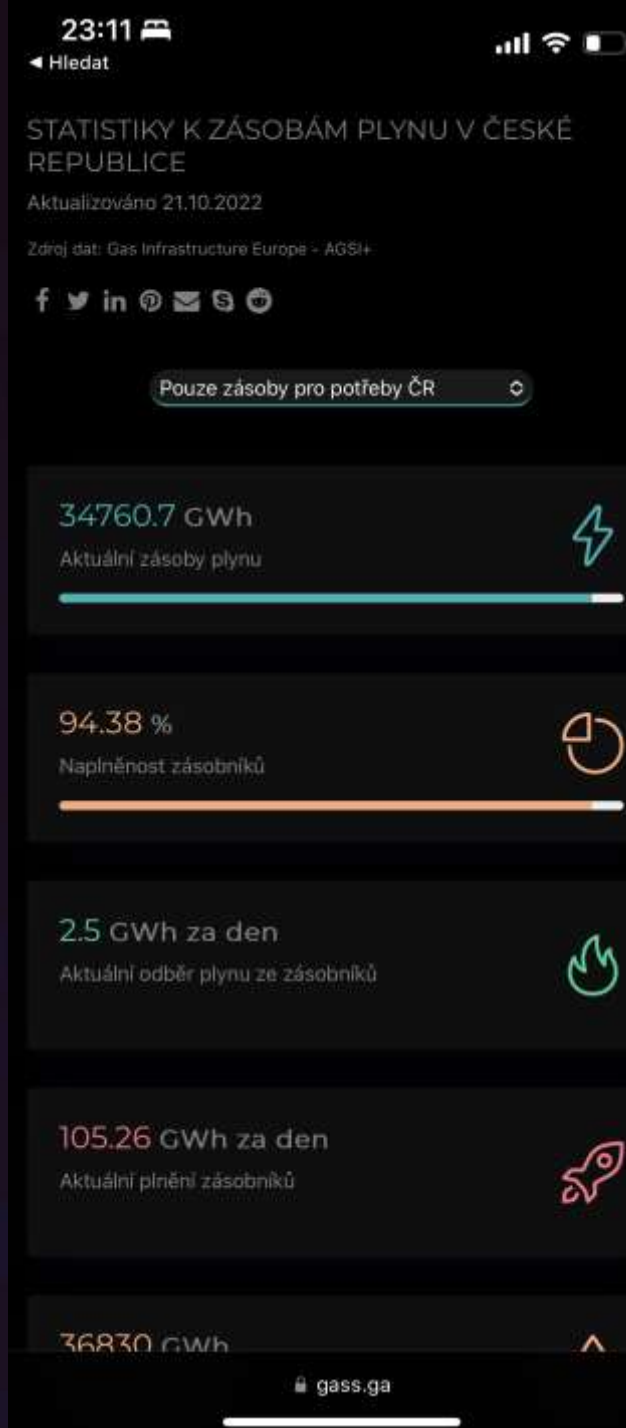 23:11
◀ Hledat
STATISTIKY K ZÁSOBÁM PLYNU V ČESKÉ
REPUBLICE
Aktualizováno 21.10.2022
Zdroj dat: Gas Infrastructure Europe - AGSI+
Pouze zásoby pro potřeby ČR
34760.7 GWh
Aktuální zásoby plynu
94.38 %
Naplněnost zásobníků
2.5 GWh za den
Aktuální odběr plynu ze zásobníků
105.26 GWh za den
Aktuální plnění zásobníků
36830 GWh
gass.ga